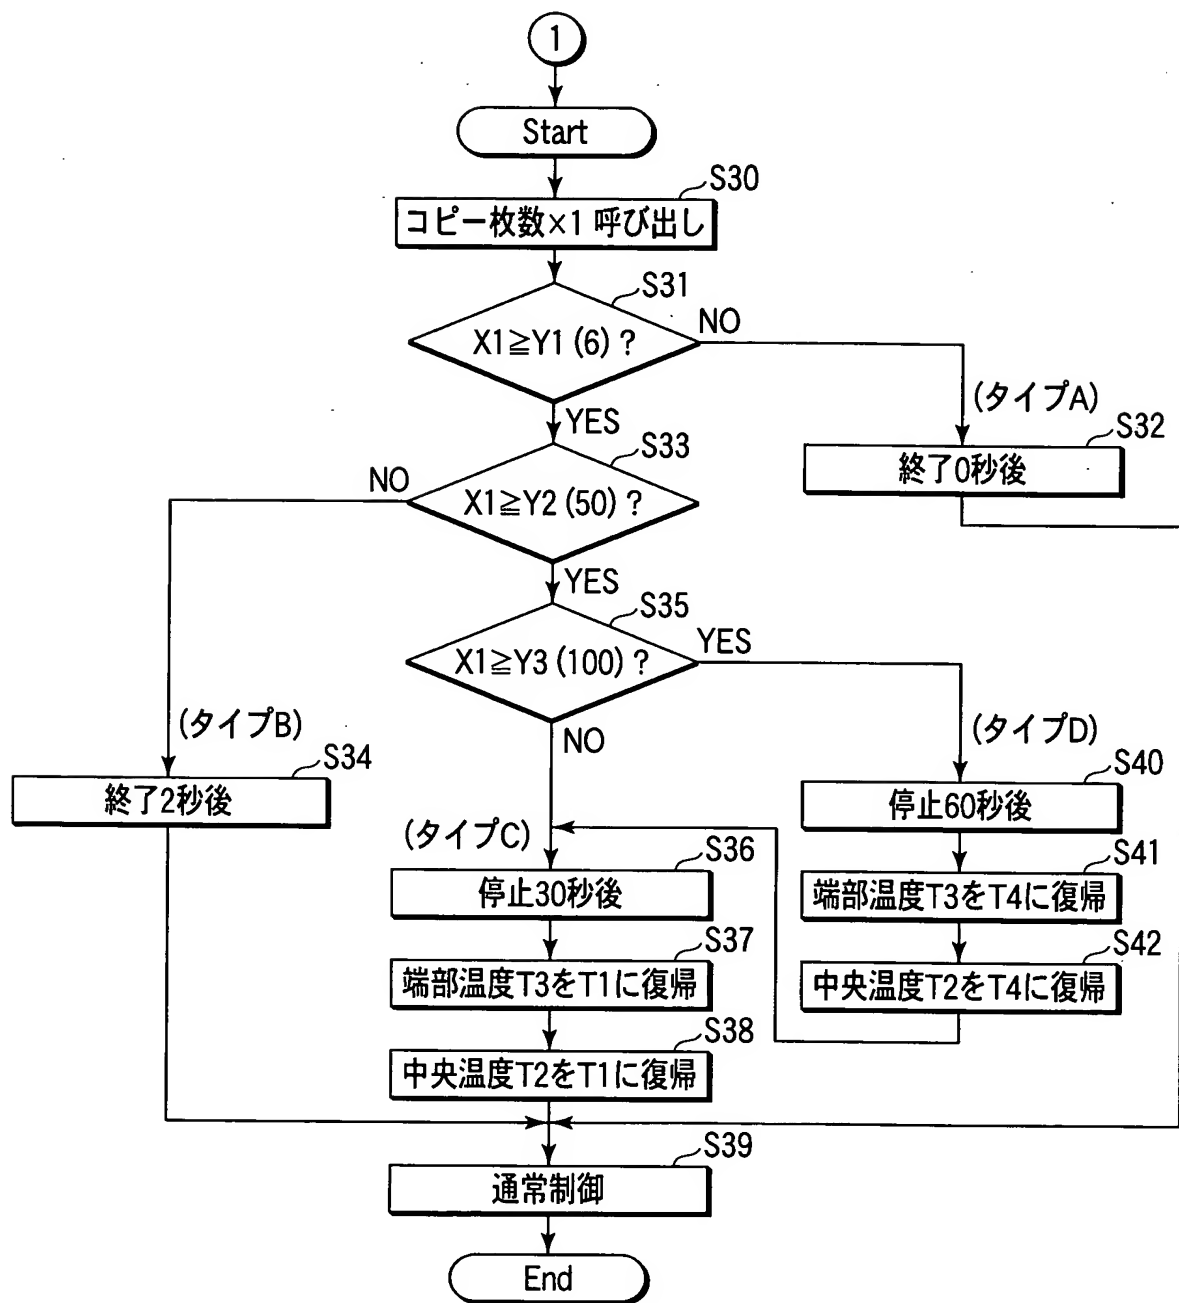 1
Start
S30
コピー枚数×1 呼び出し
S31
X1≧Y1 (6) ?
NO
YES
(タイプA)
S32
終了0秒後
S33
NO
X1≧Y2 (50) ?
YES
S35
X1≧Y3 (100) ?
YES
NO
(タイプB)
S34
終了2秒後
(タイプD)
S40
停止60秒後
(タイプC)
S36
停止30秒後
S41
端部温度T3をT4に復帰
S37
端部温度T3をT1に復帰
S42
中央温度T2をT4に復帰
S38
中央温度T2をT1に復帰
S39
通常制御
End